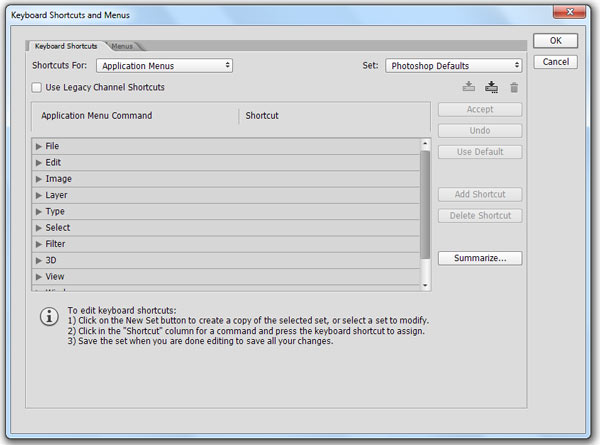 Keyboard Shortcuts and Menus
Keyboard Shortcuts Menus
OK
Shortcuts For: Application Menus Set: Photoshop Defaults
Cancel
Use Legacy Channel Shortcuts
Application Menu Command Shortcut
Accept
Undo
Use Default
Add Shortcut
Delete Shortcut
Summarize...
File
Edit
Image
Layer
Type
Select
Filter
3D
View
To edit keyboard shortcuts:
1) Click on the New Set button to create a copy of the selected set, or select a set to modify.
2) Click in the "Shortcut" column for a command and press the keyboard shortcut to assign.
3) Save the set when you are done editing to save all your changes.